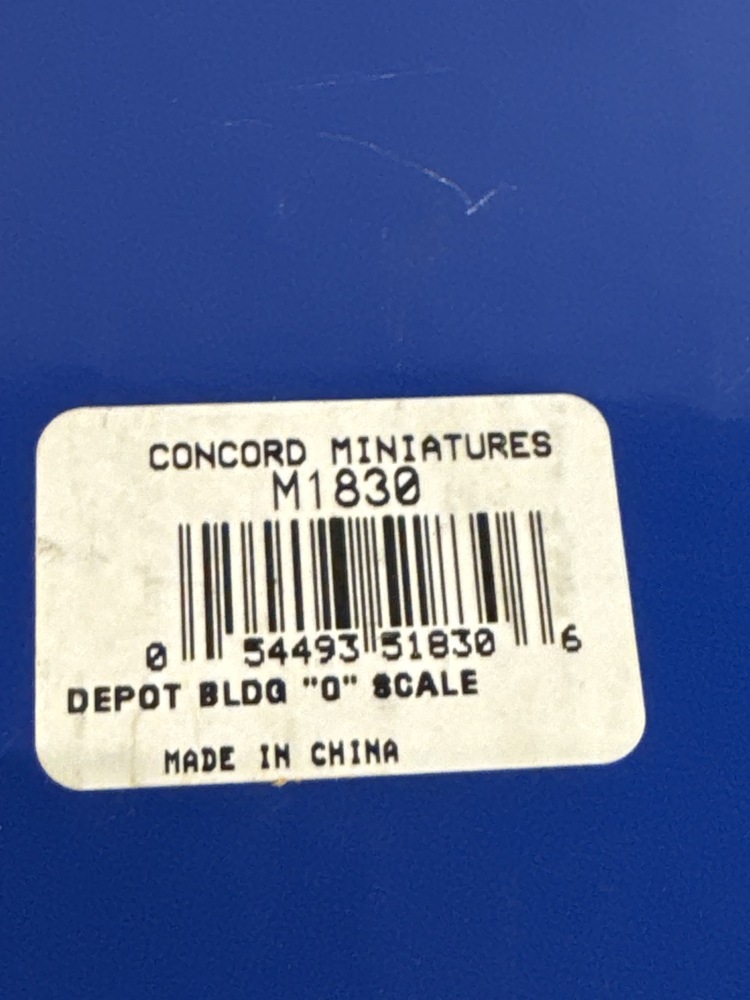 CONCORD MINIATURES
M1830
0 54493 51830 6
DEPOT BLDG "O" SCALE
MADE IN CHINA